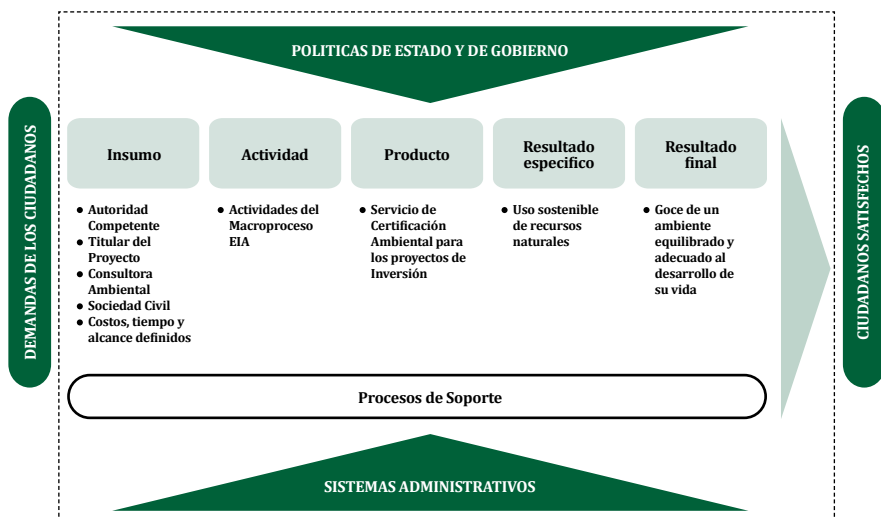 POLITICAS DE ESTADO Y DE GOBIERNO
DEMANDAS DE LOS CIUDADANOS
Insumo
● Autoridad
Competente
● Titular del
Proyecto
● Consultora
Ambiental
● Sociedad Civil
● Costos, tiempo y
alcance definidos
Actividad
● Actividades del
Macroproceso
EIA
Producto
● Servicio de
Certificación
Ambiental para
los proyectos de
Inversión
Resultado
especifico
● Uso sostenible
de recursos
naturales
Resultado
final
● Goce de un
ambiente
equilibrado y
adecuado al
desarrollo de
su vida
CIUDADANOS SATISFECHOS
Procesos de Soporte
SISTEMAS ADMINISTRATIVOS